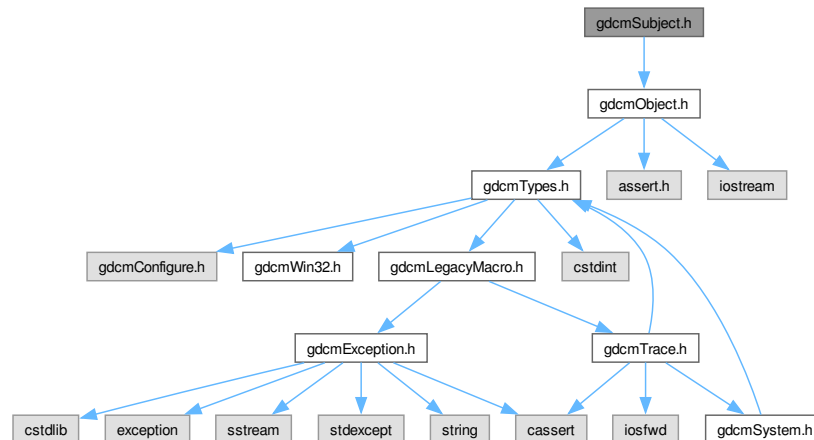 gdcmSubject.h
gdcmObject.h
gdcmTypes.h
assert.h
iostream
gdcmConfigure.h
gdcmWin32.h
gdcmLegacyMacro.h
cstdint
gdcmException.h
gdcmTrace.h
cstdlib
exception
sstream
stdexcept
string
cassert
iosfwd
gdcmSystem.h